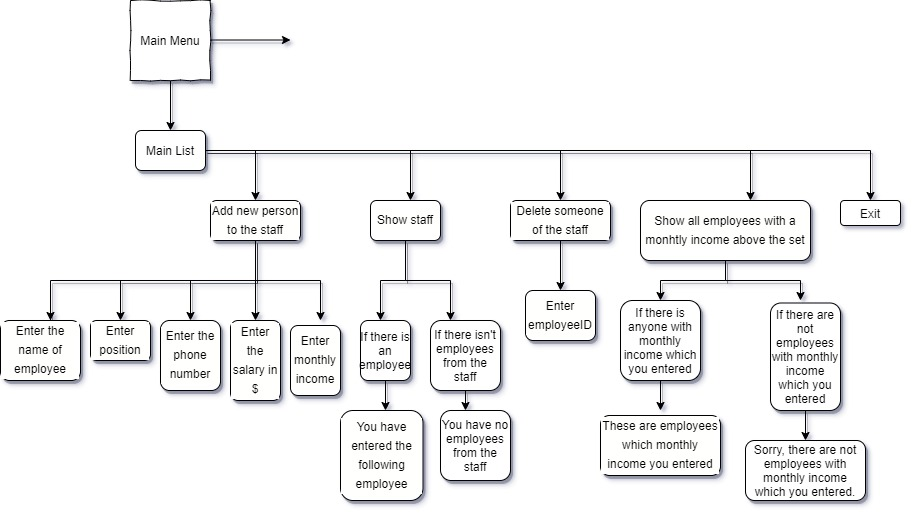 Main Menu
Main List
Add new person
to the staff
Show staff
Delete someone
of the staff
Show all employees with a
monhtly income above the set
Exit
Enter the
name of
employee
Enter
position
Enter the
phone
number
Enter
the
salary in
$
Enter
monthly
income
If there is
an
employee
If there isn't
employees
from the
staff
Enter
employeeID
If there is
anyone with
monthly
income which
you entered
If there are
not
employees
with monthly
income
which you
entered
You have
entered the
following
employee
You have no
employees
from the
staff
These are employees
which monthly
income you entered
Sorry, there are not
employees with
monthly income
which you entered.